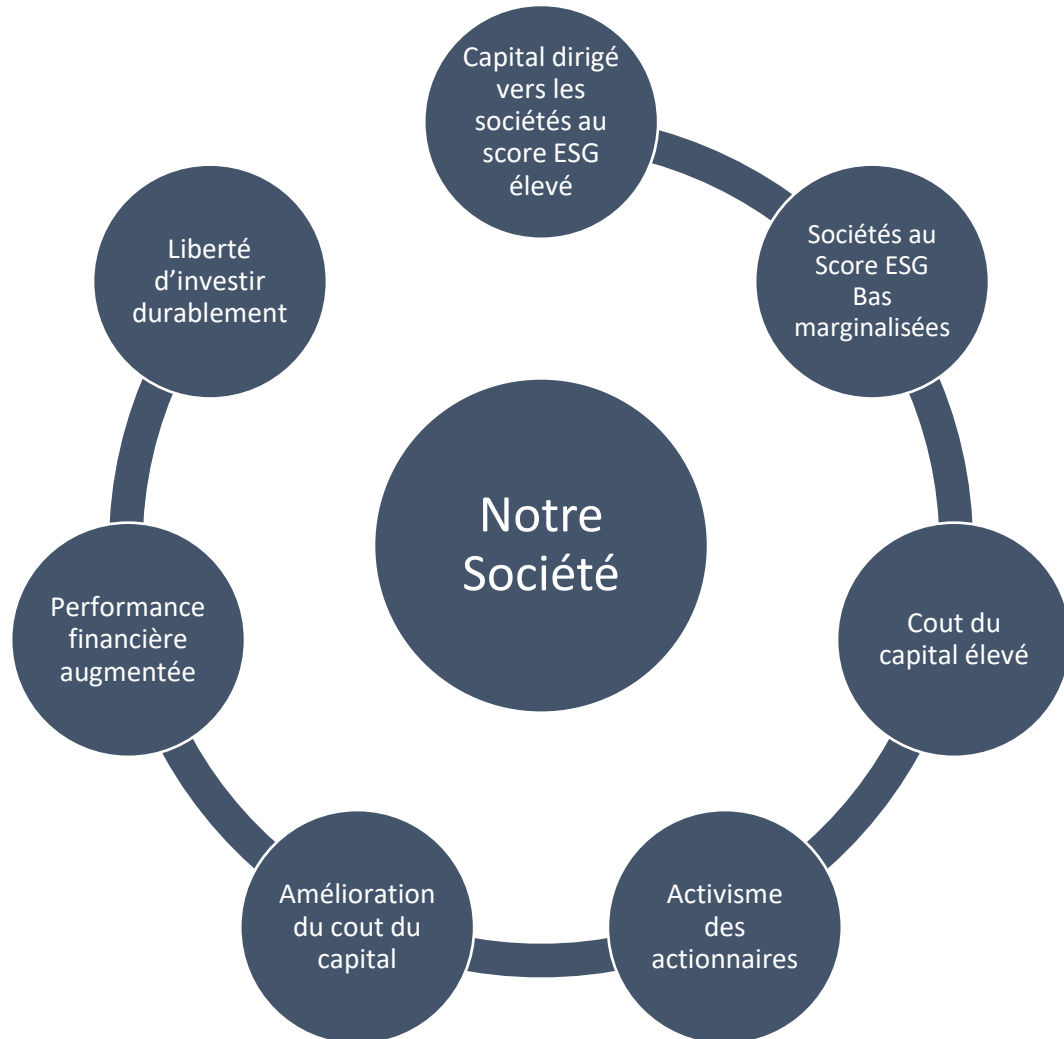 Capital dirigé
vers les
sociétés au
score ESG
élevé
Sociétés au
Score ESG
Bas
marginalisées
Cout du
capital élevé
Activisme
des
actionnaires
Amélioration
du cout du
capital
Performance
financière
augmentée
Liberté
d’investir
durablement
Notre
Société